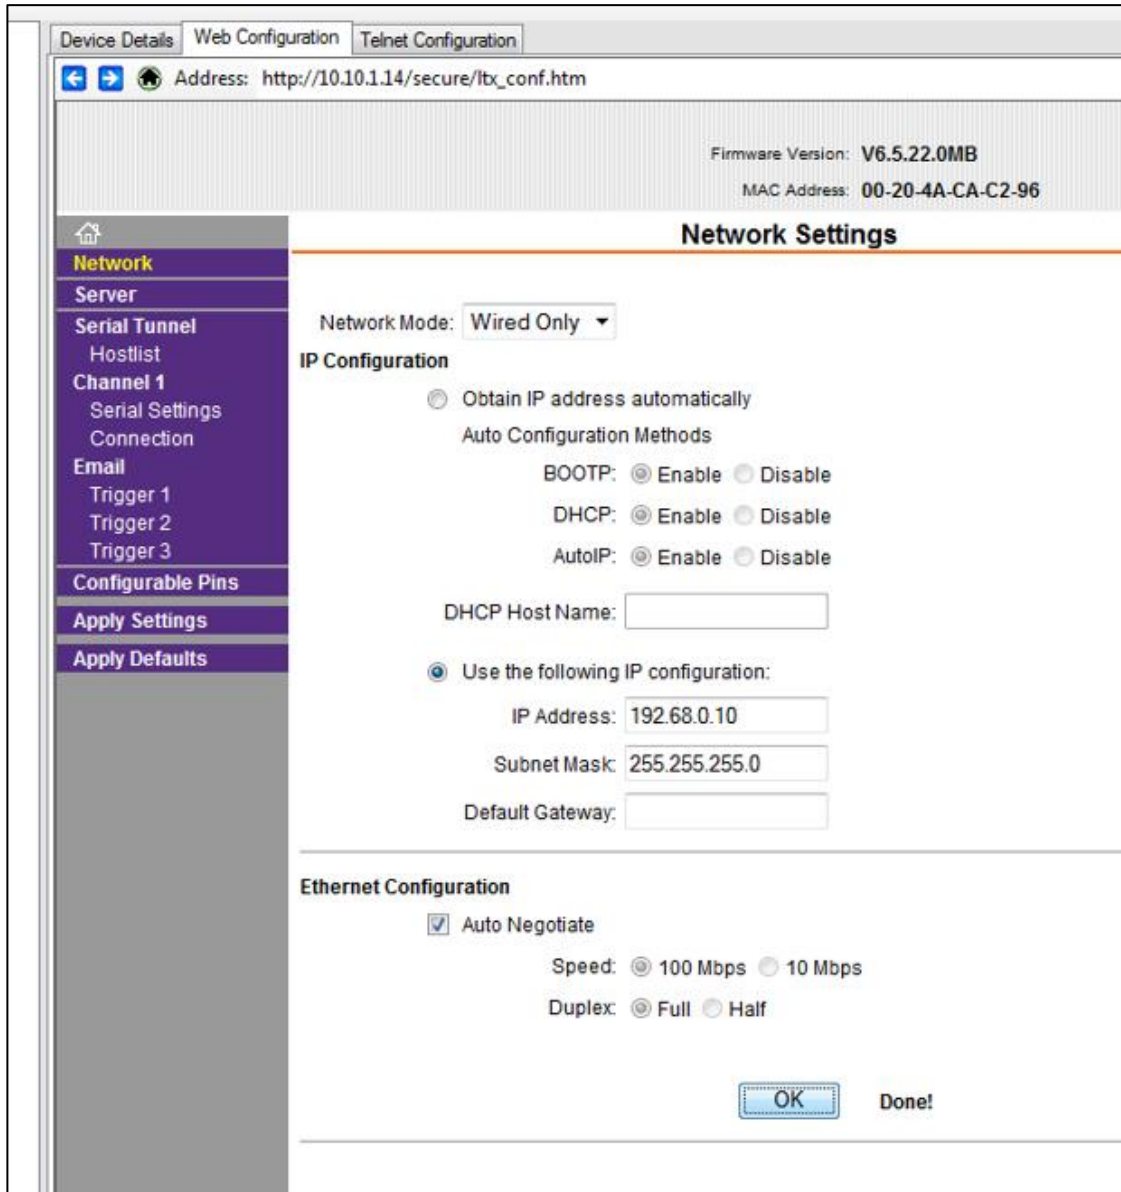 Device Details Web Configuration Telnet Configuration
Address: http://10.10.1.14/secure/ltx_conf.htm
Firmware Version: V6.5.22.0MB
MAC Address: 00-20-4A-CA-C2-96
Network Settings
Network
Server
Serial Tunnel
Hostlist
Channel 1
Serial Settings
Connection
Email
Trigger 1
Trigger 2
Trigger 3
Configurable Pins
Apply Settings
Apply Defaults
Network Mode: Wired Only
IP Configuration
Obtain IP address automatically
Auto Configuration Methods
BOOTP: Enable Disable
DHCP: Enable Disable
AutoIP: Enable Disable
DHCP Host Name:
Use the following IP configuration:
IP Address: 192.68.0.10
Subnet Mask: 255.255.255.0
Default Gateway:
Ethernet Configuration
Auto Negotiate
Speed: 100 Mbps 10 Mbps
Duplex: Full Half
OK Done!